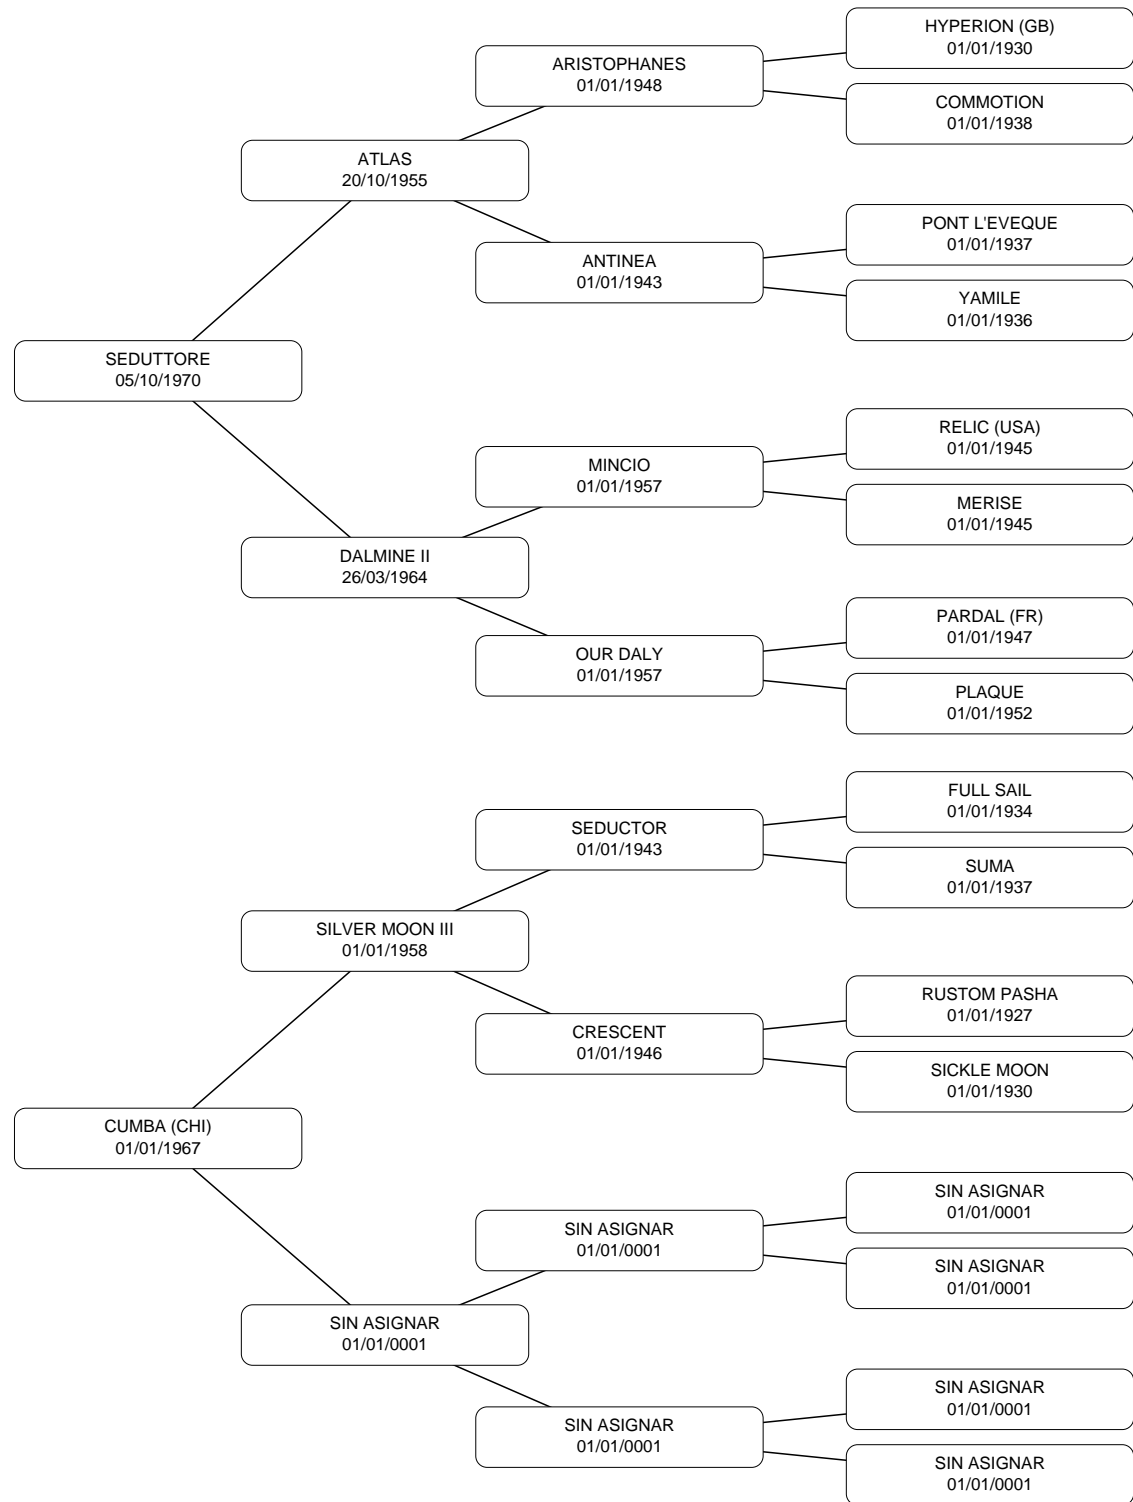 HYPERION (GB)
01/01/1930
ARISTOPHANES
01/01/1948
COMMOTION
01/01/1938
ATLAS
20/10/1955
PONT L'EVEQUE
01/01/1937
ANTINEA
01/01/1943
YAMILE
01/01/1936
SEDUTTORE
05/10/1970
RELIC (USA)
01/01/1945
MINCIO
01/01/1957
MERISE
01/01/1945
DALMINE II
26/03/1964
PARDAL (FR)
01/01/1947
OUR DALY
01/01/1957
PLAQUE
01/01/1952
FULL SAIL
01/01/1934
SEDUCTOR
01/01/1943
SUMA
01/01/1937
SILVER MOON III
01/01/1958
RUSTOM PASHA
01/01/1927
CRESCENT
01/01/1946
SICKLE MOON
01/01/1930
CUMBA (CHI)
01/01/1967
SIN ASIGNAR
01/01/0001
SIN ASIGNAR
01/01/0001
SIN ASIGNAR
01/01/0001
SIN ASIGNAR
01/01/0001
SIN ASIGNAR
01/01/0001
SIN ASIGNAR
01/01/0001
SIN ASIGNAR
01/01/0001